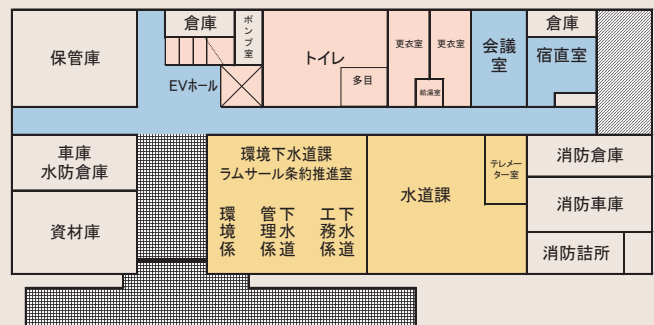 保管庫
倉庫
ポンプ室
EVホール
トイレ
多目
更衣室
更衣室
給湯室
会議
室
倉庫
宿直室
車庫
水防倉庫
資材庫
環境下水道課
ラムサール条約推進室
環境係
下水道
管理係
下水道
工務係
水道課
テレメー
ター室
消防倉庫
消防車庫
消防詰所